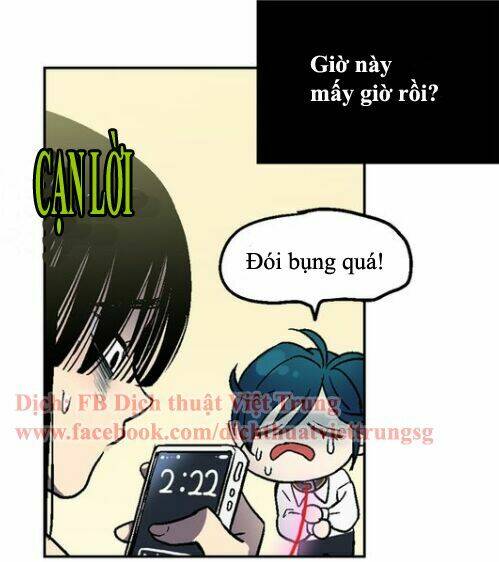 Giờ này
mấy giờ rồi?
CẠN LỜI
Đói bụng quá!
Dịch: FB Dịch thuật Việt Trung
www.facebook.com/dichthuatviettrungsg
2:22